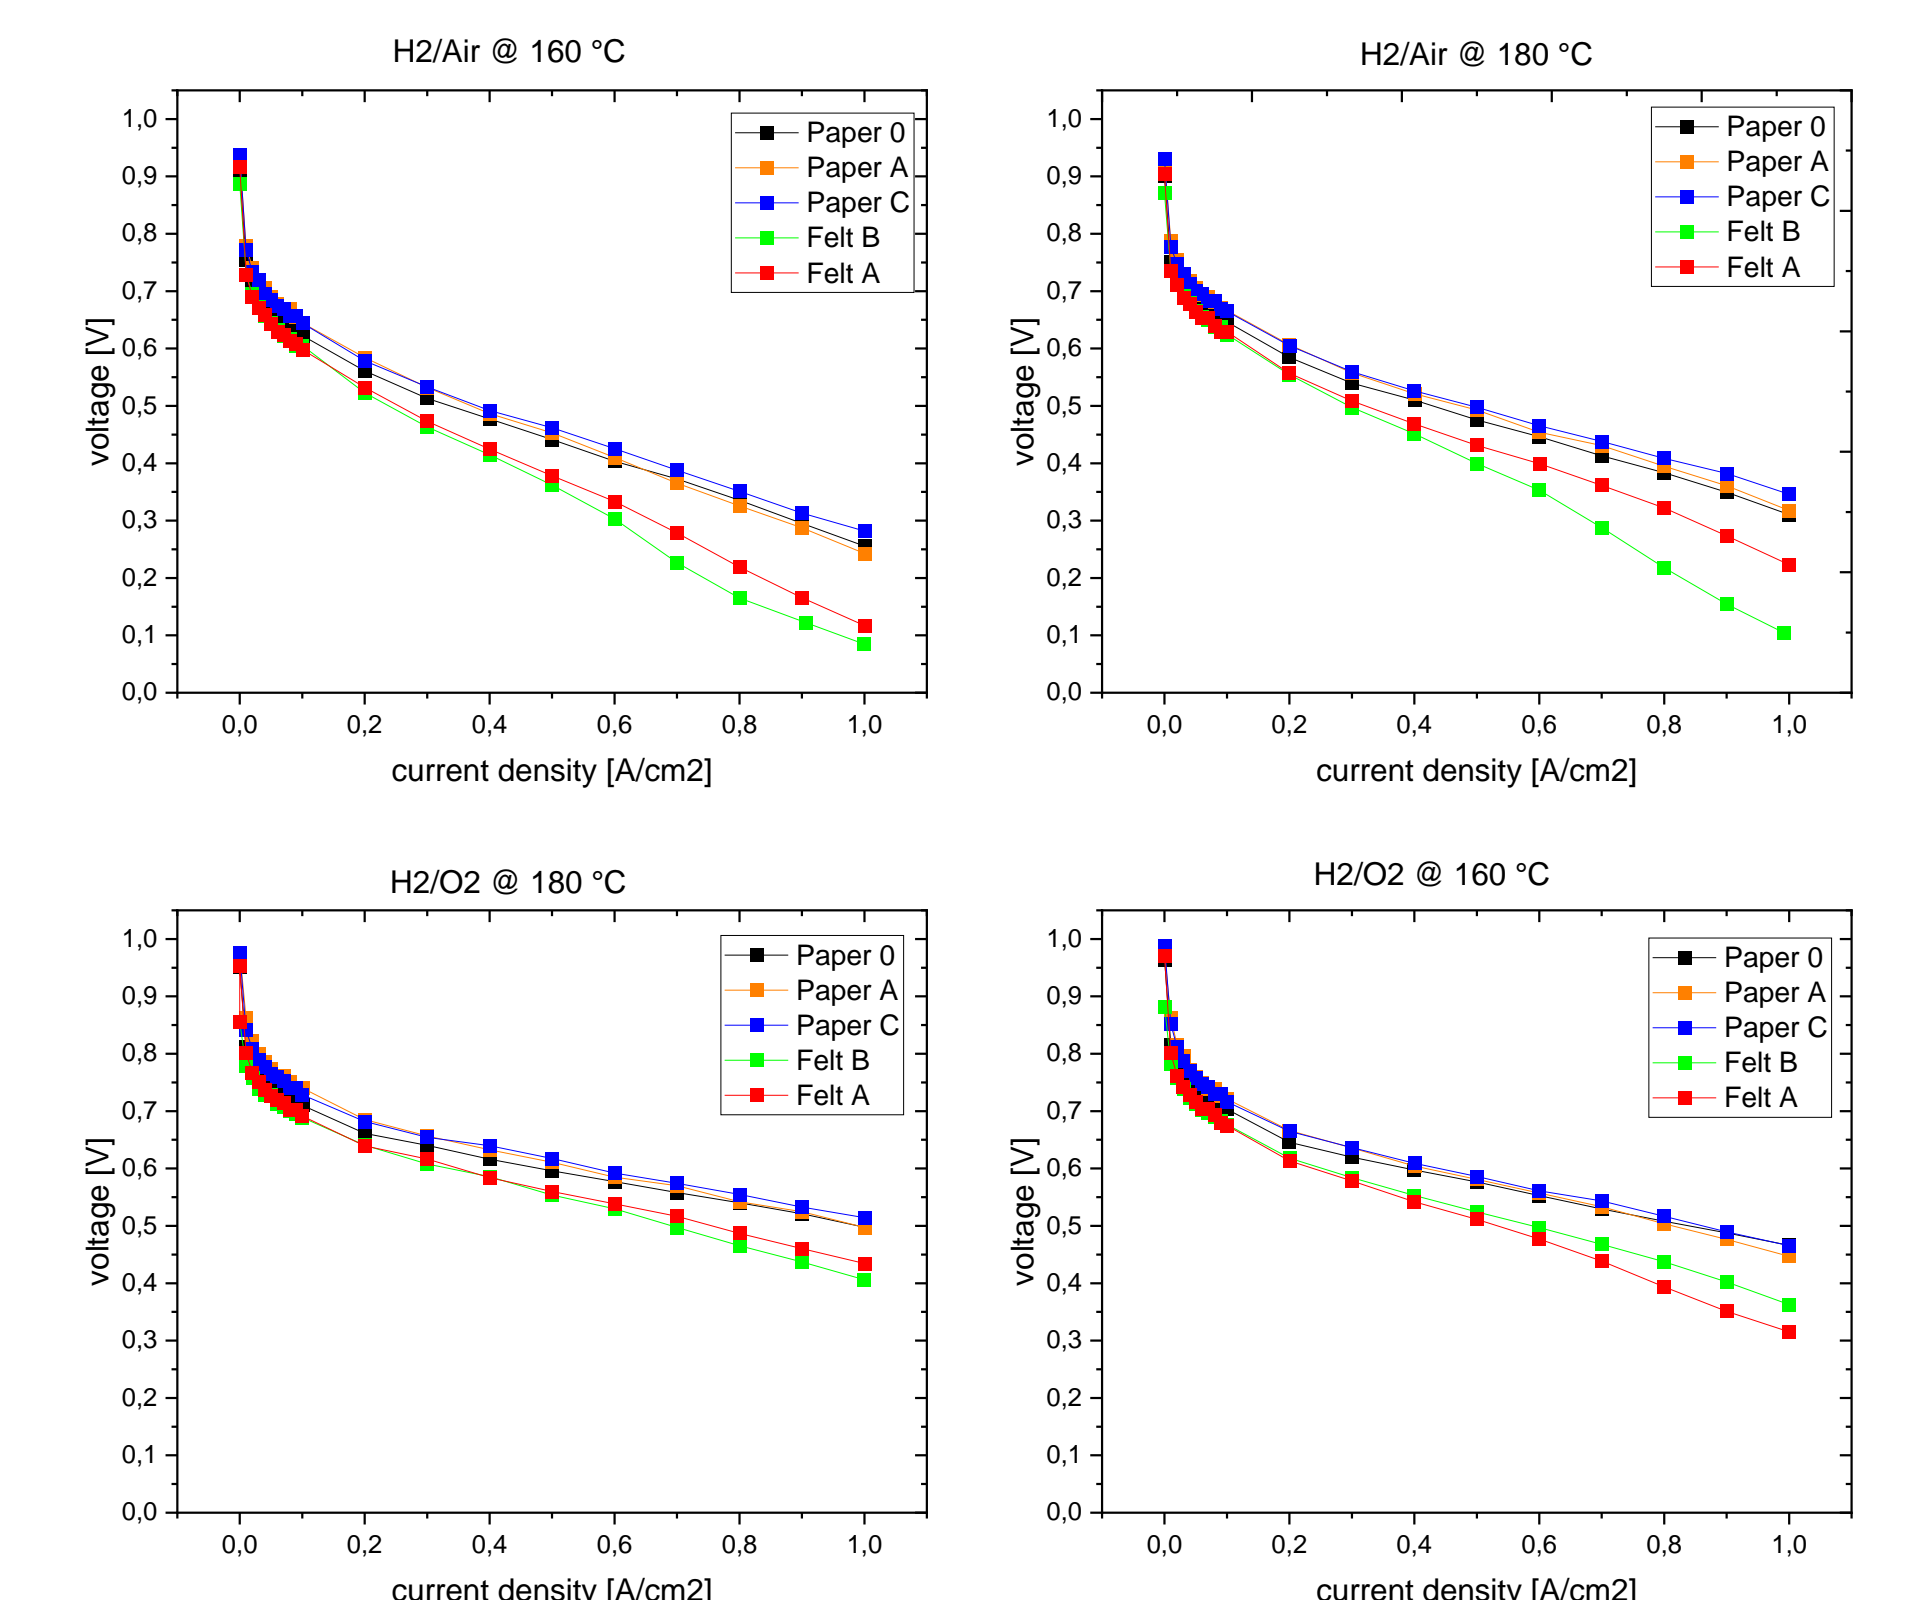 H2/Air @ 160 °C
voltage [V]
1,0
0,9
0,8
0,7
0,6
0,5
0,4
0,3
0,2
0,1
0,0
Paper 0
Paper A
Paper C
Felt B
Felt A
0,0 0,2 0,4 0,6 0,8 1,0
current density [A/cm2]
H2/Air @ 180 °C
voltage [V]
1,0
0,9
0,8
0,7
0,6
0,5
0,4
0,3
0,2
0,1
0,0
Paper 0
Paper A
Paper C
Felt B
Felt A
0,0 0,2 0,4 0,6 0,8 1,0
current density [A/cm2]
H2/O2 @ 180 °C
voltage [V]
1,0
0,9
0,8
0,7
0,6
0,5
0,4
0,3
0,2
0,1
0,0
Paper 0
Paper A
Paper C
Felt B
Felt A
0,0 0,2 0,4 0,6 0,8 1,0
current density [A/cm2]
H2/O2 @ 160 °C
voltage [V]
1,0
0,9
0,8
0,7
0,6
0,5
0,4
0,3
0,2
0,1
0,0
Paper 0
Paper A
Paper C
Felt B
Felt A
0,0 0,2 0,4 0,6 0,8 1,0
current density [A/cm2]